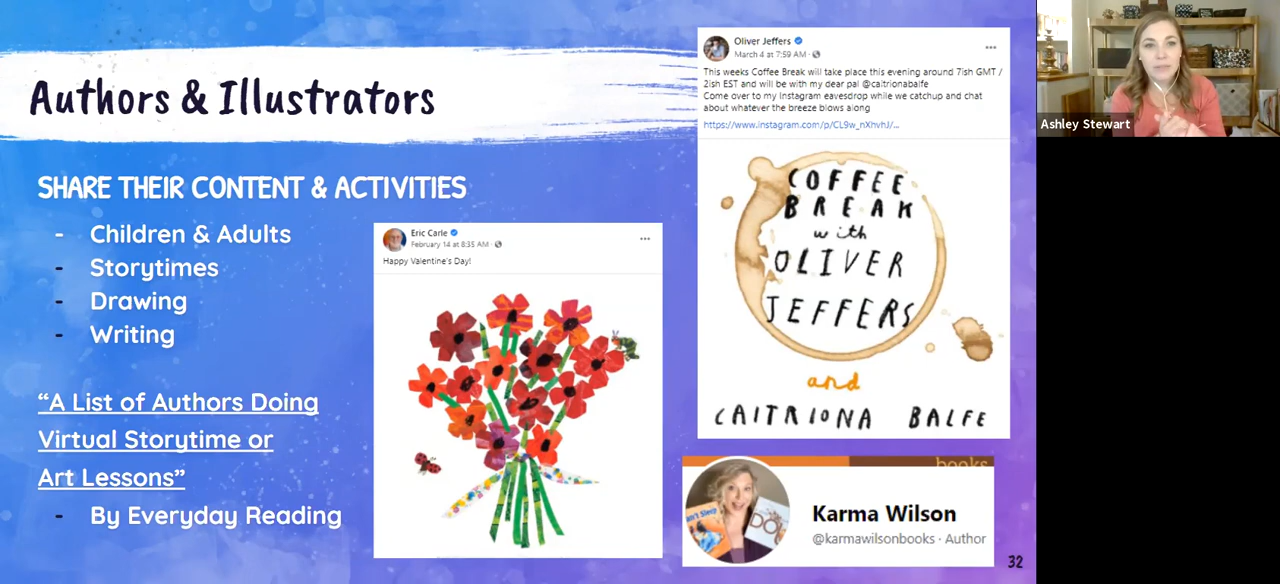 Authors & Illustrators
SHARE THEIR CONTENT & ACTIVITIES
- Children & Adults
- Storytimes
- Drawing
- Writing
“A List of Authors Doing
Virtual Storytime or
Art Lessons”
- By Everyday Reading
Eric Carle
February 14 at 8:35 AM ·
Happy Valentine's Day!
Oliver Jeffers
March 4 at 7:59 AM ·
This weeks Coffee Break will take place this evening around 7ish GMT /
2ish EST and will be with my dear pal @caitrionabalfe
Come over to my Instagram eavesdrop while we catchup and chat
about whatever the breeze blows along
https://www.instagram.com/p/CL9w_nXhvhJ/...
COFFEE
BREAK
with
OLIVER
JEFFERS
and
CAITRIONA BALFE
books
Karma Wilson
@karmawilsonbooks · Author
32
Ashley Stewart